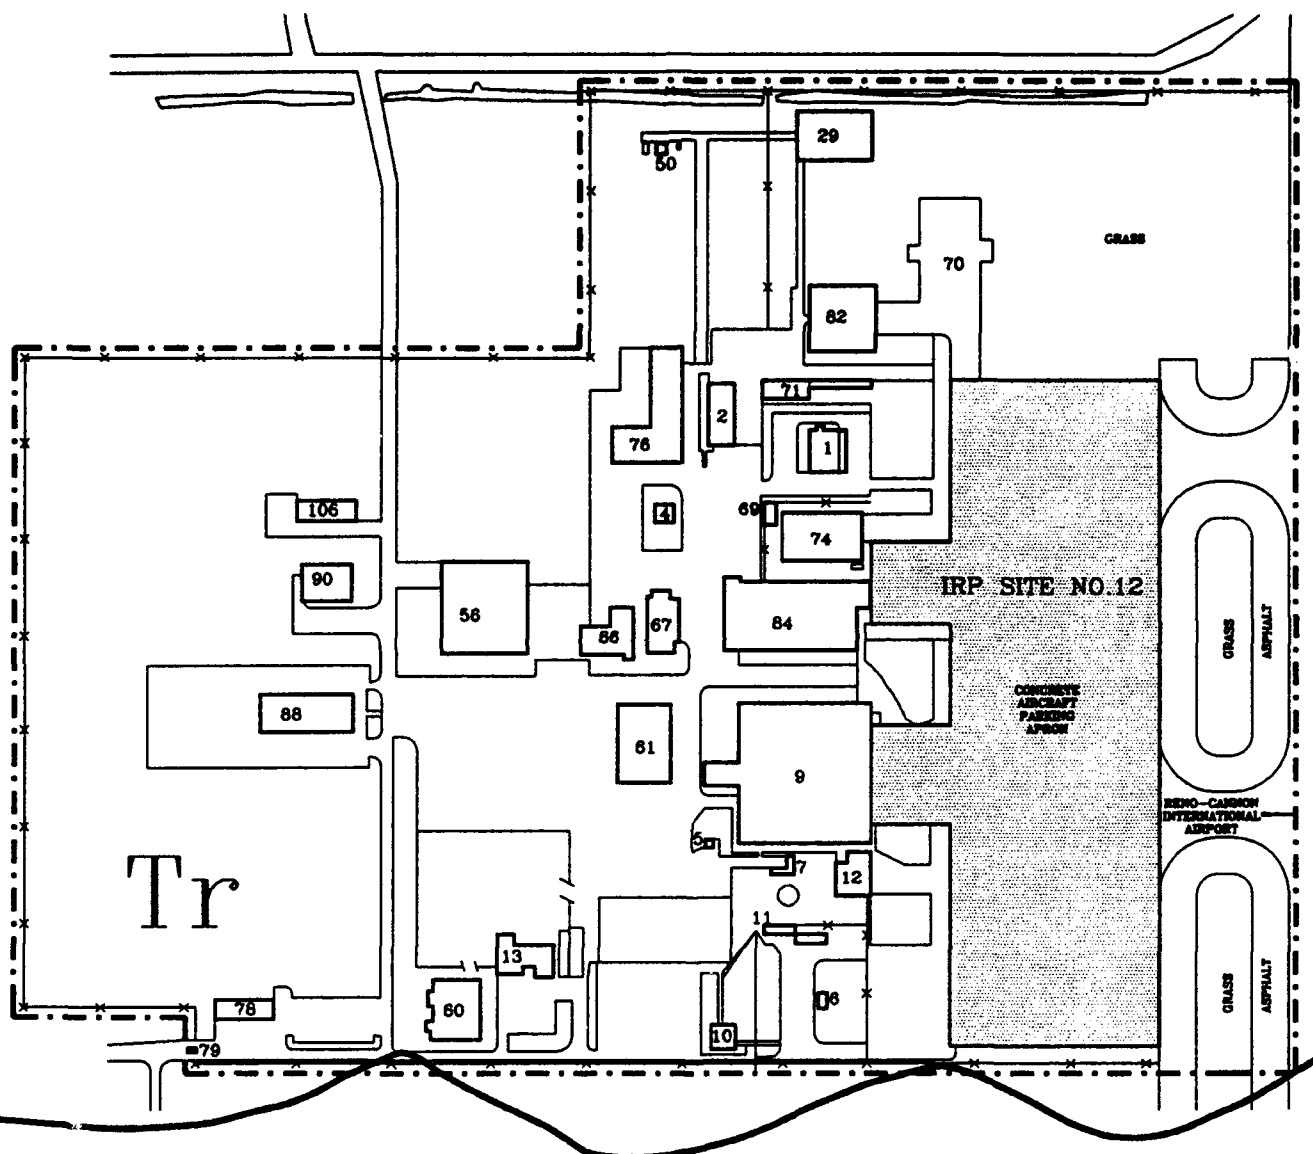 29
50
GRASS
70
82
71
2
76
1
106
69
4
74
90
IRP SITE NO.12
56
66
67
84
GRASS
ASPHALT
88
CONCRETE
AIRCRAFT
PARKING
APRON
61
9
RENO-CANNON
INTERNATIONAL
AIRPORT
5
7
12
Tr
11
13
GRASS
ASPHALT
78
60
6
10
79